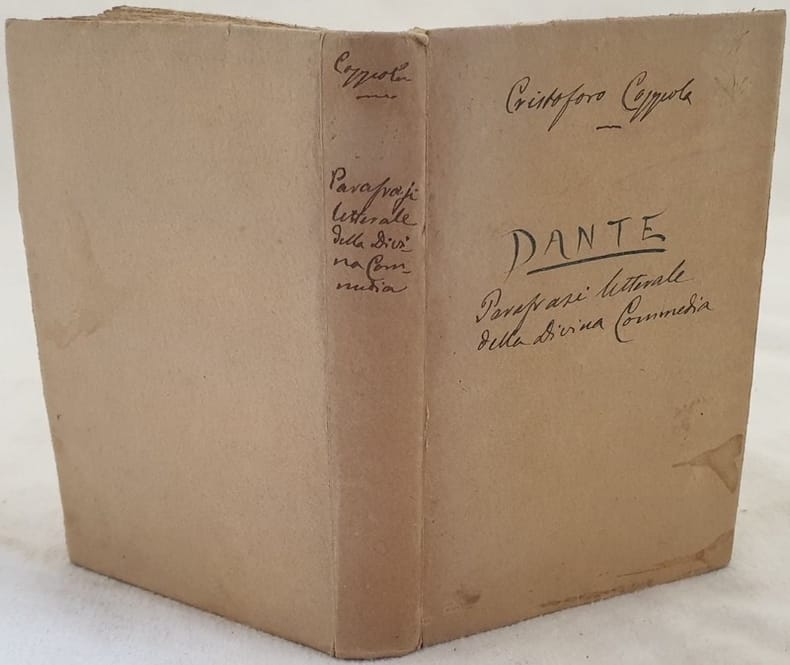 Coppola
Parafrasi
letterale
della Divi-
na Com-
media
Cristoforo Coppola
DANTE
Parafrasi letterale
della Divina Commedia